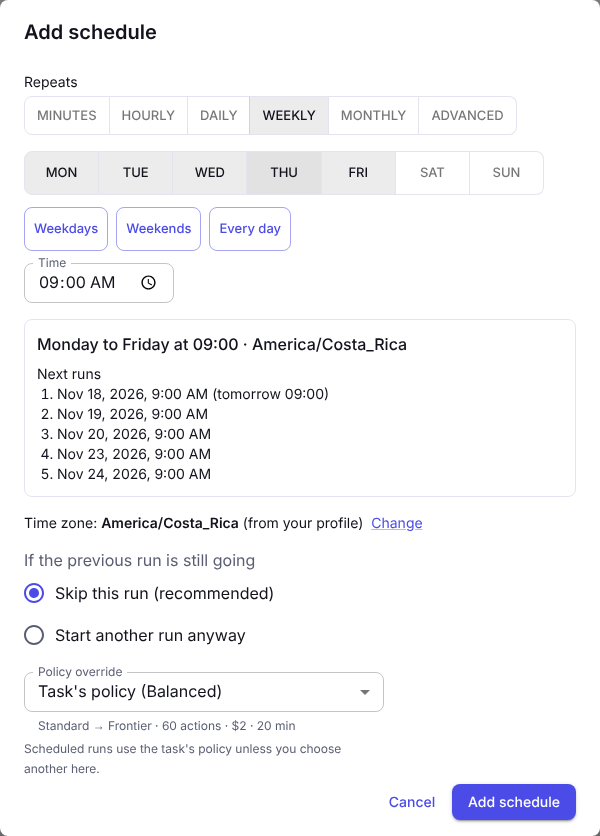 Add schedule
Repeats
MINUTES HOURLY DAILY WEEKLY MONTHLY ADVANCED
MON TUE WED THU FRI SAT SUN
Weekdays Weekends Every day
Time
09:00 AM
Monday to Friday at 09:00 · America/Costa_Rica
Next runs
1. Nov 18, 2026, 9:00 AM (tomorrow 09:00)
2. Nov 19, 2026, 9:00 AM
3. Nov 20, 2026, 9:00 AM
4. Nov 23, 2026, 9:00 AM
5. Nov 24, 2026, 9:00 AM
Time zone: America/Costa_Rica (from your profile) Change
If the previous run is still going
Skip this run (recommended)
Start another run anyway
Policy override
Task's policy (Balanced)
Standard → Frontier · 60 actions · $2 · 20 min
Scheduled runs use the task's policy unless you choose
another here.
Cancel Add schedule